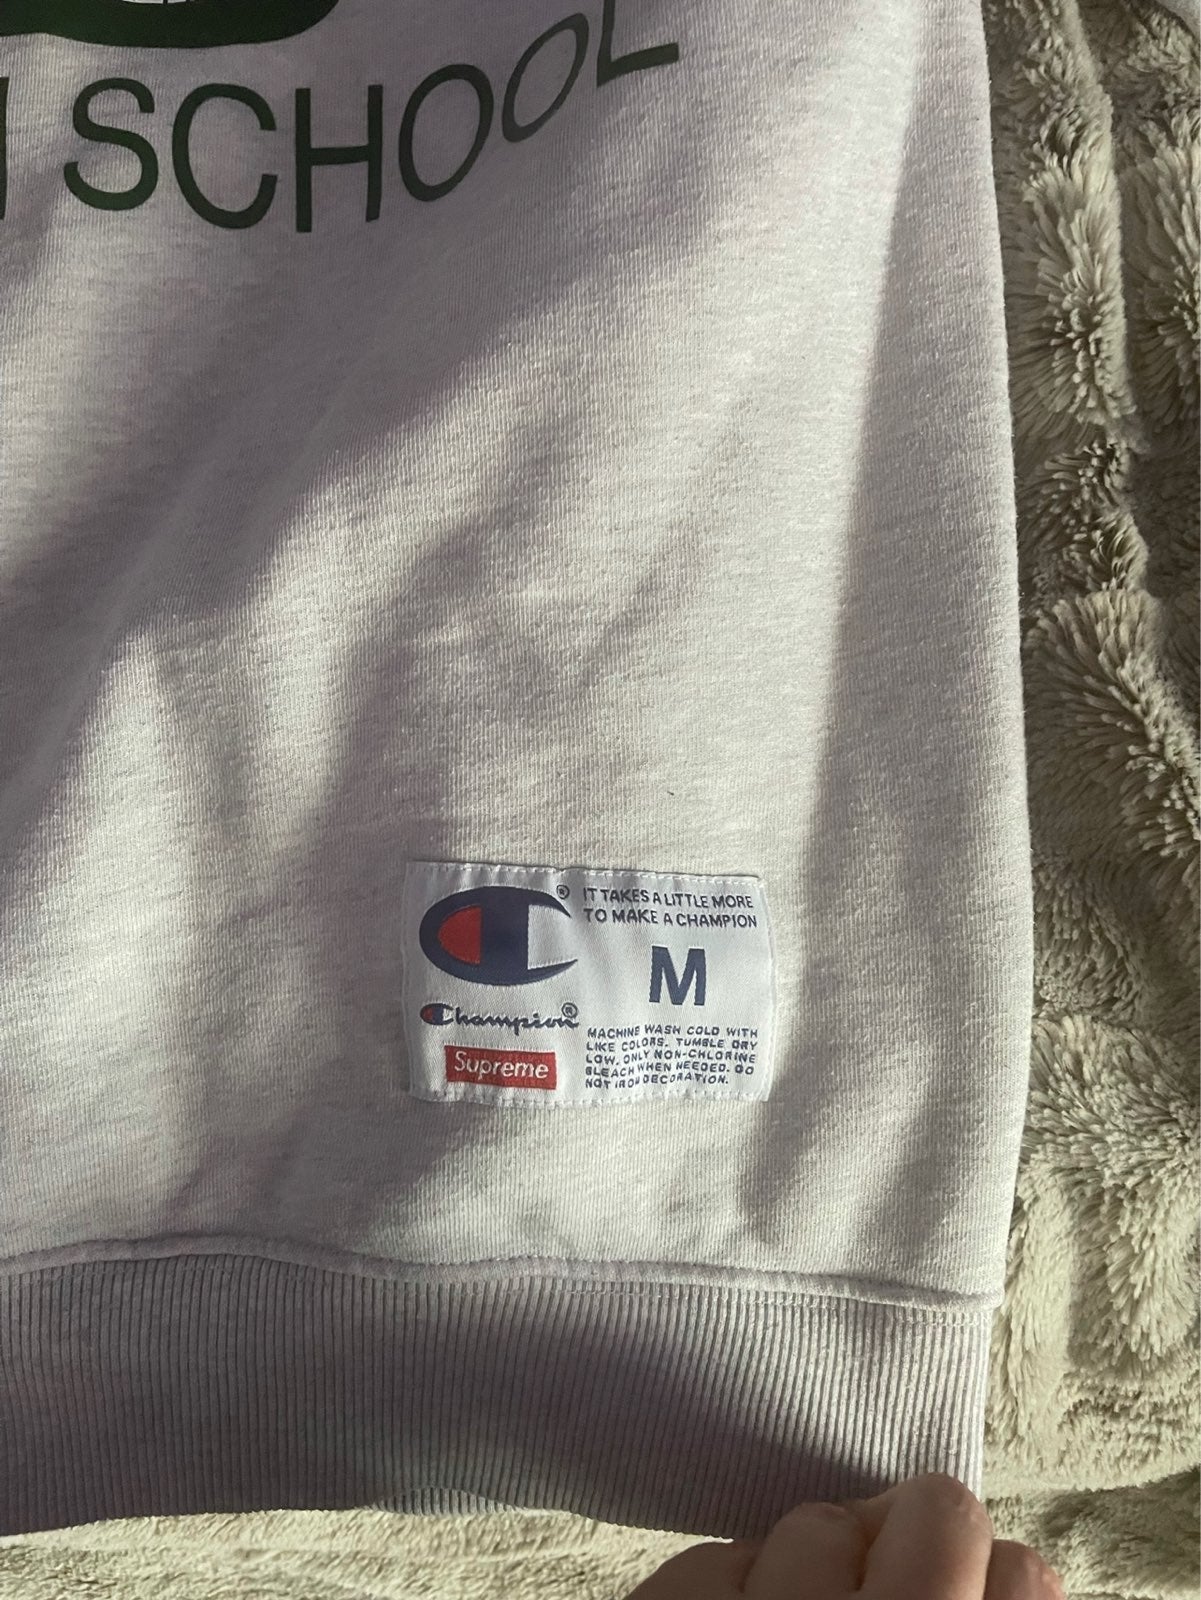 SCHOOL
IT TAKES A LITTLE MORE
TO MAKE A CHAMPION
M
Champion
Supreme
MACHINE WASH COLD WITH
LIKE COLORS. TUMBLE DRY
LOW. ONLY NON-CHLORINE
BLEACH WHEN NEEDED. DO
NOT IRON DECORATION.